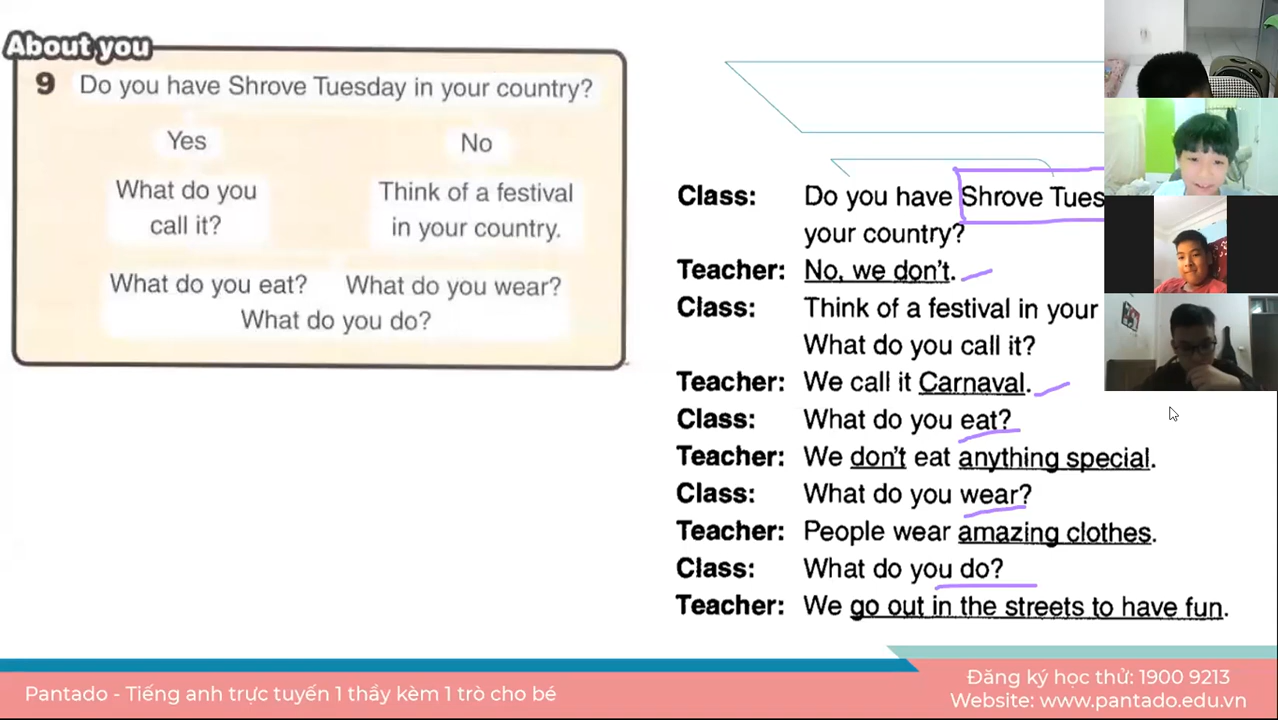 About you
9 Do you have Shrove Tuesday in your country?
Yes No
What do you
call it?
Think of a festival
in your country.
What do you eat? What do you wear?
What do you do?
Class: Do you have Shrove Tues
your country?
Teacher: No, we don't.
Class: Think of a festival in your
What do you call it?
Teacher: We call it Carnaval.
Class: What do you eat?
Teacher: We don't eat anything special.
Class: What do you wear?
Teacher: People wear amazing clothes.
Class: What do you do?
Teacher: We go out in the streets to have fun.
Pantado - Tiếng anh trực tuyến 1 thầy kèm 1 trò cho bé
Đăng ký học thử: 1900 9213
Website: www.pantado.edu.vn